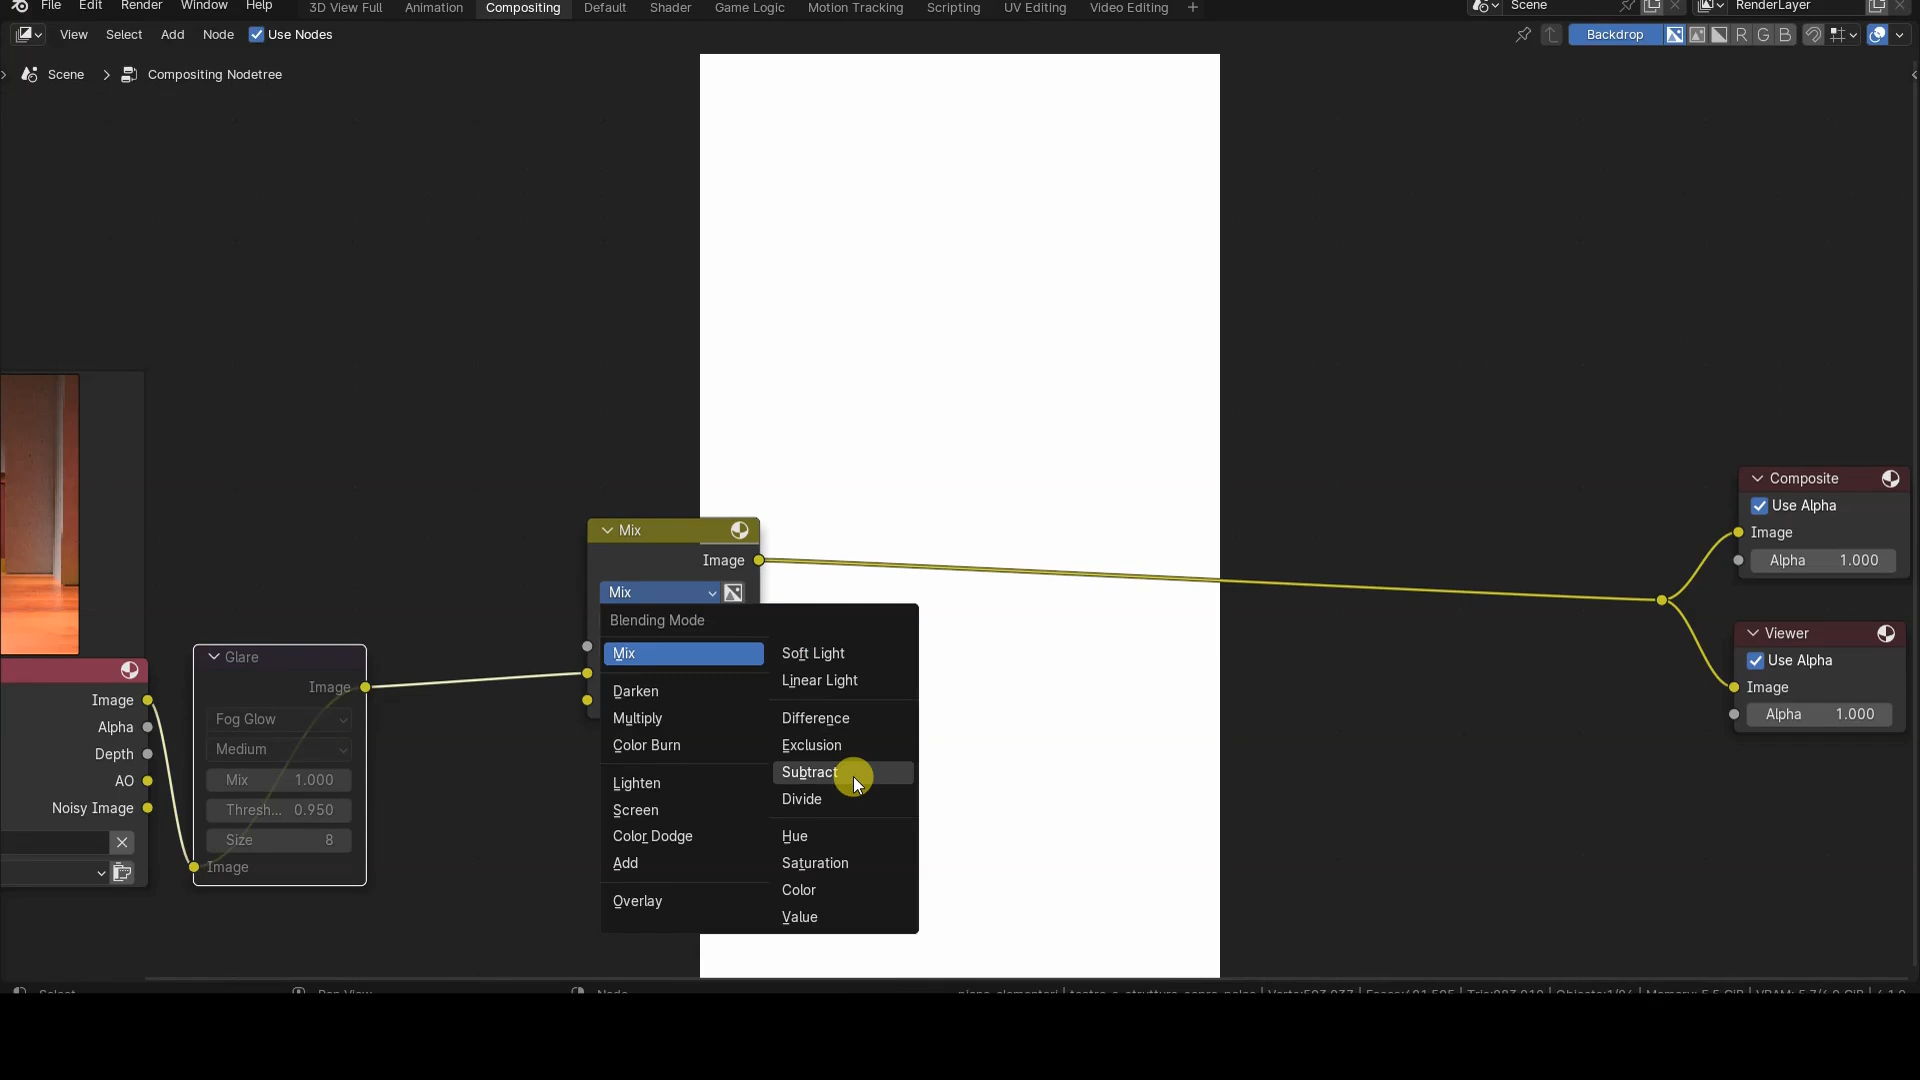 File Edit Render Window Help 3D View Full Animation Compositing Default Shader Game Logic Motion Tracking Scripting UV Editing Video Editing + Scene RenderLayer
View Select Add Node Use Nodes Backdrop R G B
Scene > Compositing Nodetree
Composite
Use Alpha
Image
Alpha 1.000
Viewer
Use Alpha
Image
Alpha 1.000
Mix
Image
Mix
Blending Mode
Mix
Darken
Multiply
Color Burn
Lighten
Screen
Color Dodge
Add
Overlay
Soft Light
Linear Light
Difference
Exclusion
Subtract
Divide
Hue
Saturation
Color
Value
Glare
Image
Fog Glow
Medium
Mix 1.000
Thresh... 0.950
Size 8
Image
Image
Alpha
Depth
AO
Noisy Image
Select Pan View Node